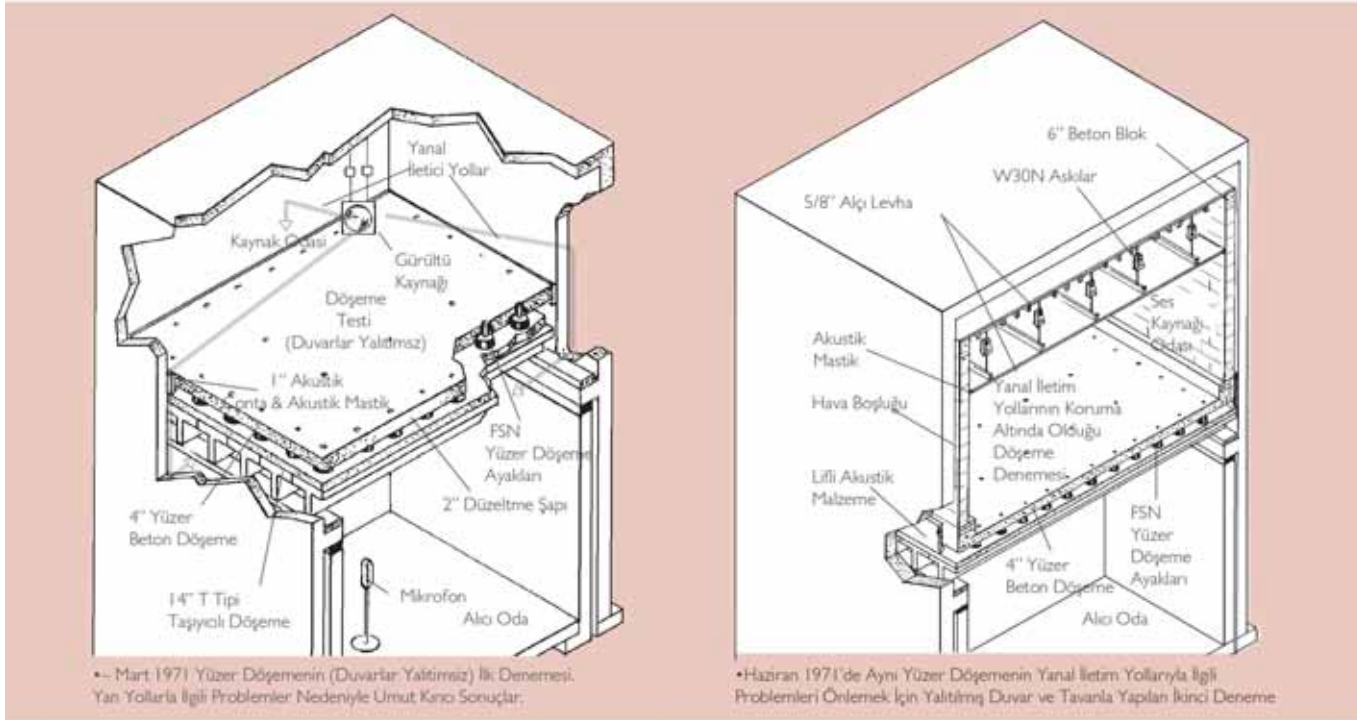 Yanal
İletici Yollar
Kaynak Odası
Gürültü
Kaynağı
Döşeme
Testi
(Duvarlar Yalıtımsız)
1" Akustik
Conta & Akustik Mastik
FSN
Yüzer Döşeme
Ayakları
2" Düzeltme Şapı
4" Yüzer
Beton Döşeme
14" T Tipi
Taşıyıcılı Döşeme
Mikrofon
Alıcı Oda
•– Mart 1971 Yüzer Döşemenin (Duvarlar Yalıtımsız) İlk Denemesi.
Yan Yollarla İlgili Problemler Nedeniyle Umut Kırıcı Sonuçlar.
6" Beton Blok
W30N Askılar
5/8" Alçı Levha
Ses
Kaynağı
Odası
Akustik
Mastik
Hava Boşluğu
Yanal İletim
Yollarının Koruma
Altında Olduğu
Döşeme
Denemesi
Lifli Akustik
Malzeme
FSN
Yüzer
Döşeme
Ayakları
4" Yüzer
Beton Döşeme
Alıcı Oda
•Haziran 1971'de Aynı Yüzer Döşemenin Yanal İletim Yollarıyla İlgili
Problemleri Önlemek İçin Yalıtılmış Duvar ve Tavanla Yapılan İkinci Deneme